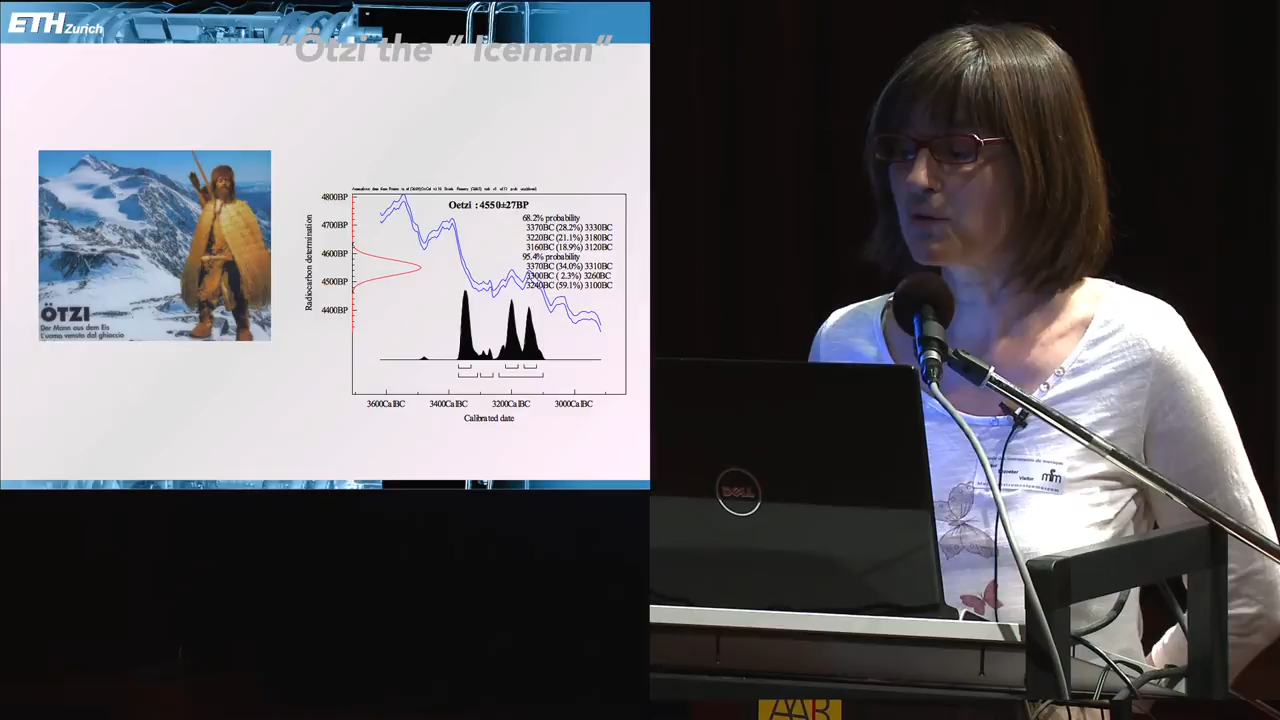 ETH Zurich
“Ötzi the “ Iceman“
ÖTZI
Der Mann aus dem Eis
L'uomo venuto dal ghiaccio
Oetzi : 4550±27BP
68.2% probability
3370BC (28.2%) 3330BC
3220BC (21.1%) 3180BC
3160BC (18.9%) 3120BC
95.4% probability
3370BC (34.0%) 3310BC
3300BC ( 2.3%) 3260BC
3240BC (59.1%) 3100BC
Radiocarbon determination
4800BP
4700BP
4600BP
4500BP
4400BP
3600CalBC 3400CalBC 3200CalBC 3000CalBC
Calibrated date
DELL
Visitor
mfm